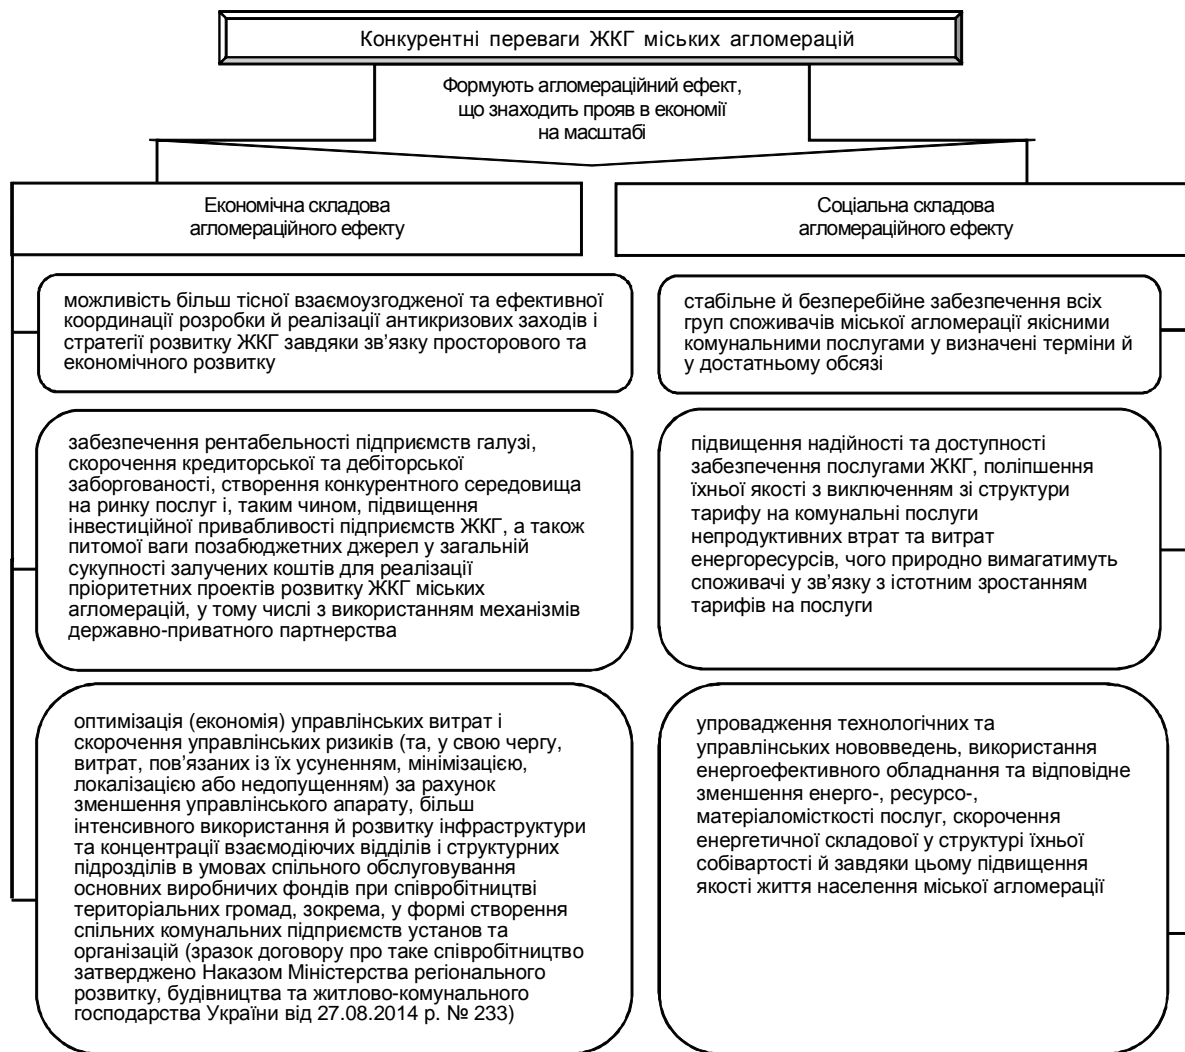 Конкурентні переваги ЖКГ міських агломерацій
Формують агломераційний ефект,
що знаходить прояв в економії
на масштабі
Економічна складова
агломераційного ефекту
можливість більш тісної взаємоузгодженої та ефективної
координації розробки й реалізації антикризових заходів і
стратегії розвитку ЖКГ завдяки зв’язку просторового та
економічного розвитку
забезпечення рентабельності підприємств галузі,
скорочення кредиторської та дебіторської
заборгованості, створення конкурентного середовища
на ринку послуг і, таким чином, підвищення
інвестиційної привабливості підприємств ЖКГ, а також
питомої ваги позабюджетних джерел у загальній
сукупності залучених коштів для реалізації
пріоритетних проектів розвитку ЖКГ міських
агломерацій, у тому числі з використанням механізмів
державно-приватного партнерства
оптимізація (економія) управлінських витрат і
скорочення управлінських ризиків (та, у свою чергу,
витрат, пов’язаних із їх усуненням, мінімізацією,
локалізацією або недопущенням) за рахунок
зменшення управлінського апарату, більш
інтенсивного використання й розвитку інфраструктури
та концентрації взаємодіючих відділів і структурних
підрозділів в умовах спільного обслуговування
основних виробничих фондів при співробітництві
територіальних громад, зокрема, у формі створення
спільних комунальних підприємств установ та
організацій (зразок договору про таке співробітництво
затверджено Наказом Міністерства регіонального
розвитку, будівництва та житлово-комунального
господарства України від 27.08.2014 р. № 233)
Соціальна складова
агломераційного ефекту
стабільне й безперебійне забезпечення всіх
груп споживачів міської агломерації якісними
комунальними послугами у визначені терміни й
у достатньому обсязі
підвищення надійності та доступності
забезпечення послугами ЖКГ, поліпшення
їхньої якості з виключенням зі структури
тарифу на комунальні послуги
непродуктивних втрат та витрат
енергоресурсів, чого природно вимагатимуть
споживачі у зв’язку з істотним зростанням
тарифів на послуги
упровадження технологічних та
управлінських нововведень, використання
енергоефективного обладнання та відповідне
зменшення енерго-, ресурсо-,
матеріаломісткості послуг, скорочення
енергетичної складової у структурі їхньої
собівартості й завдяки цьому підвищення
якості життя населення міської агломерації